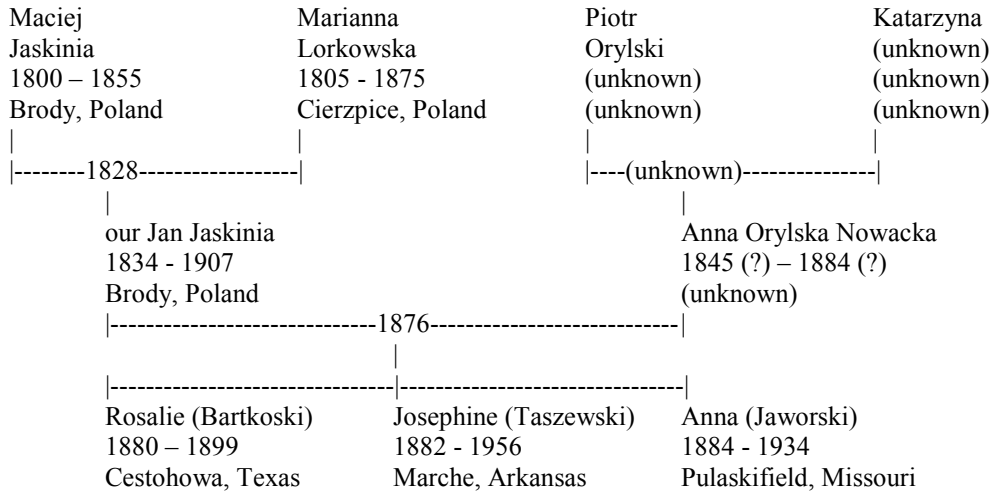 Maciej Marianna Piotr Katarzyna
Jaskinia Lorkowska Orylski (unknown)
1800 – 1855 1805 - 1875 (unknown) (unknown)
Brody, Poland Cierzpice, Poland (unknown) (unknown)
| | | |
|--------1828------------------| |----(unknown)---------------|
| |
our Jan Jaskinia Anna Orylska Nowacka
1834 - 1907 1845 (?) – 1884 (?)
Brody, Poland (unknown)
|------------------------------1876----------------------------|
|
|--------------------------------|--------------------------------|
Rosalie (Bartkoski) Josephine (Taszewski) Anna (Jaworski)
1880 – 1899 1882 - 1956 1884 - 1934
Cestohowa, Texas Marche, Arkansas Pulaskifield, Missouri